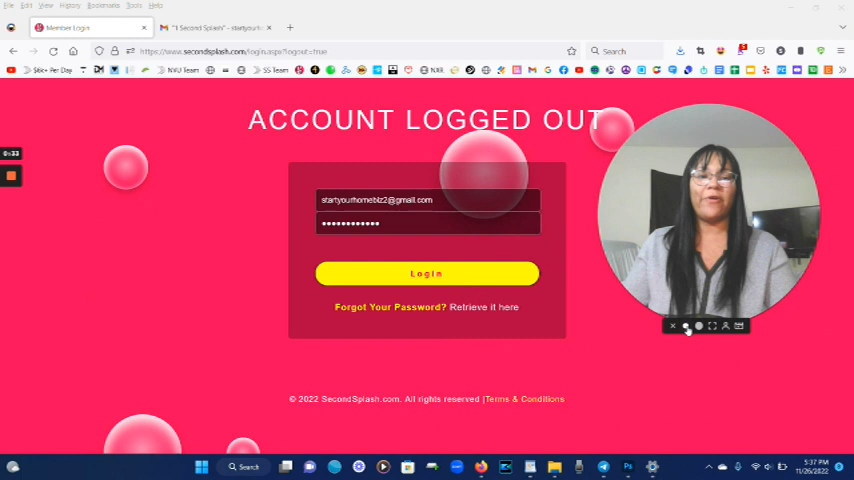 File Edit View History Bookmarks Tools Help
Member Login
"1 Second Splash" - startyourh
https://www.secondsplash.com/login.aspx?logout=true
Search
$6k+ Per Day
NVU Team
SS Team
NXR
ACCOUNT LOGGED OUT
0:33
startyourhomebiz2@gmail.com
Login
Forgot Your Password? Retrieve it here
© 2022 SecondSplash.com. All rights reserved |Terms & Conditions
Search
5:37 PM
11/26/2022